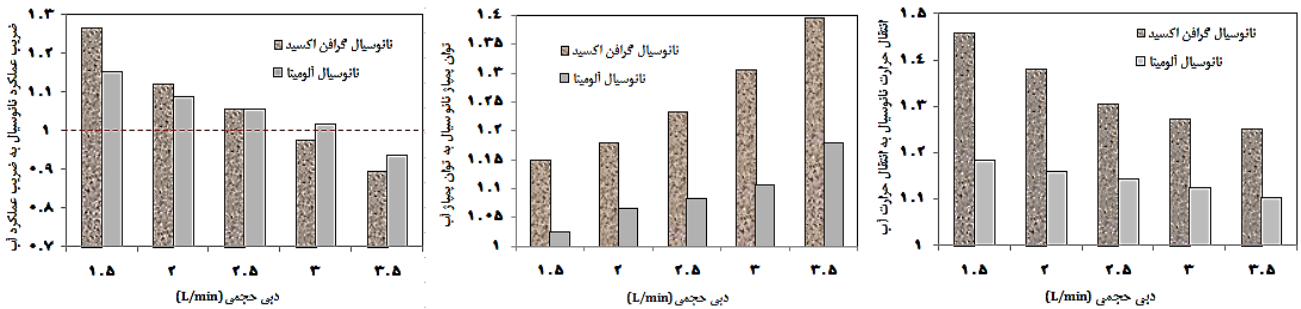 ضریب عملکرد نانوسیال به ضریب عملکرد آب
۱.۳
۱.۲
۱.۱
۱
۰.۹
۰.۸
۰.۷
نانوسیال گرافن اکسید
نانوسیال آلومینا
۱.۵ ۲ ۲.۵ ۳ ۳.۵
دبی حجمی (L/min)
توان پمپاژ نانوسیال به توان پمپاژ آب
۱.۴
۱.۳۵
۱.۳
۱.۲۵
۱.۲
۱.۱۵
۱.۱
۱.۰۵
۱
نانوسیال گرافن اکسید
نانوسیال آلومینا
۱.۵ ۲ ۲.۵ ۳ ۳.۵
دبی حجمی (L/min)
انتقال حرارت نانوسیال به انتقال حرارت آب
۱.۵
۱.۴
۱.۳
۱.۲
۱.۱
۱
نانوسیال گرافن اکسید
نانوسیال آلومینا
۱.۵ ۲ ۲.۵ ۳ ۳.۵
دبی حجمی (L/min)